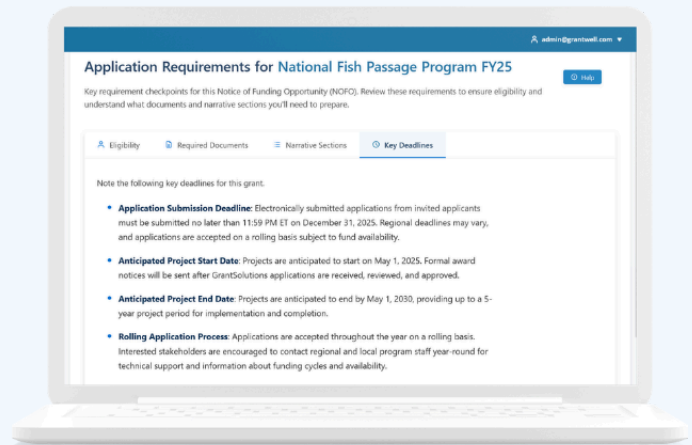 admin@grantwell.com
Application Requirements for National Fish Passage Program FY25
Help
Key requirement checkpoints for this Notice of Funding Opportunity (NOFO). Review these requirements to ensure eligibility and
understand what documents and narrative sections you'll need to prepare.
Eligibility Required Documents Narrative Sections Key Deadlines
Note the following key deadlines for this grant.
• Application Submission Deadline: Electronically submitted applications from invited applicants
must be submitted no later than 11:59 PM ET on December 31, 2025. Regional deadlines may vary,
and applications are accepted on a rolling basis subject to fund availability.
• Anticipated Project Start Date: Projects are anticipated to start on May 1, 2025. Formal award
notices will be sent after GrantSolutions applications are received, reviewed, and approved.
• Anticipated Project End Date: Projects are anticipated to end by May 1, 2030, providing up to a 5-
year project period for implementation and completion.
• Rolling Application Process: Applications are accepted throughout the year on a rolling basis.
Interested stakeholders are encouraged to contact regional and local program staff year-round for
technical support and information about funding cycles and availability.